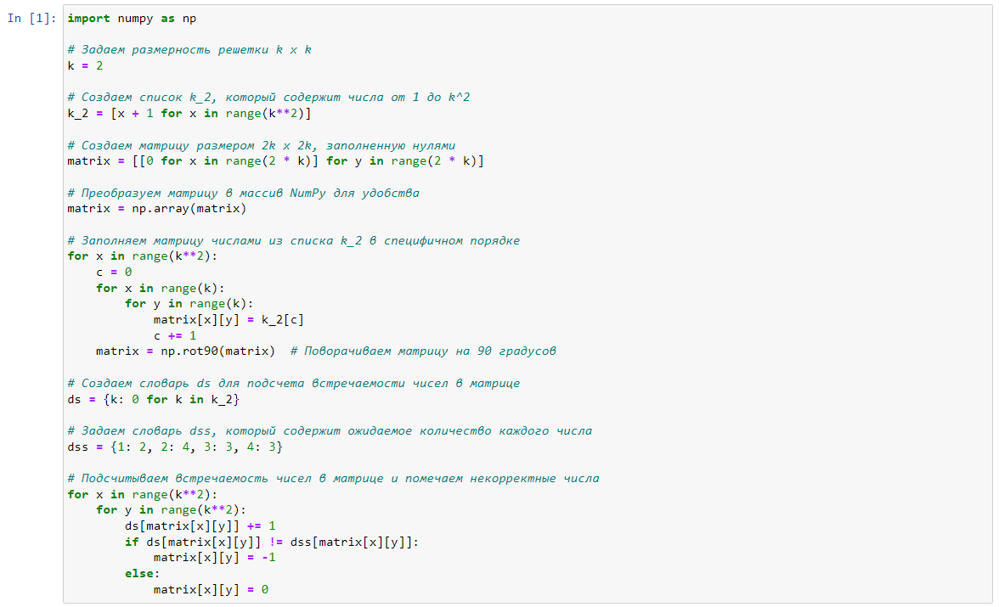 In [1]:
import numpy as np
# Задаем размерность решетки k x k
k = 2
# Создаем список k_2, который содержит числа от 1 до k^2
k_2 = [x + 1 for x in range(k**2)]
# Создаем матрицу размером 2k x 2k, заполненную нулями
matrix = [[0 for x in range(2 * k)] for y in range(2 * k)]
# Преобразуем матрицу в массив NumPy для удобства
matrix = np.array(matrix)
# Заполняем матрицу числами из списка k_2 в специфичном порядке
for x in range(k**2):
    c = 0
    for x in range(k):
        for y in range(k):
            matrix[x][y] = k_2[c]
            c += 1
    matrix = np.rot90(matrix)  # Поворачиваем матрицу на 90 градусов
# Создаем словарь ds для подсчета встречаемости чисел в матрице
ds = {k: 0 for k in k_2}
# Задаем словарь dss, который содержит ожидаемое количество каждого числа
dss = {1: 2, 2: 4, 3: 3, 4: 3}
# Подсчитываем встречаемость чисел в матрице и помечаем некорректные числа
for x in range(k**2):
    for y in range(k**2):
        ds[matrix[x][y]] += 1
        if ds[matrix[x][y]] != dss[matrix[x][y]]:
            matrix[x][y] = -1
        else:
            matrix[x][y] = 0